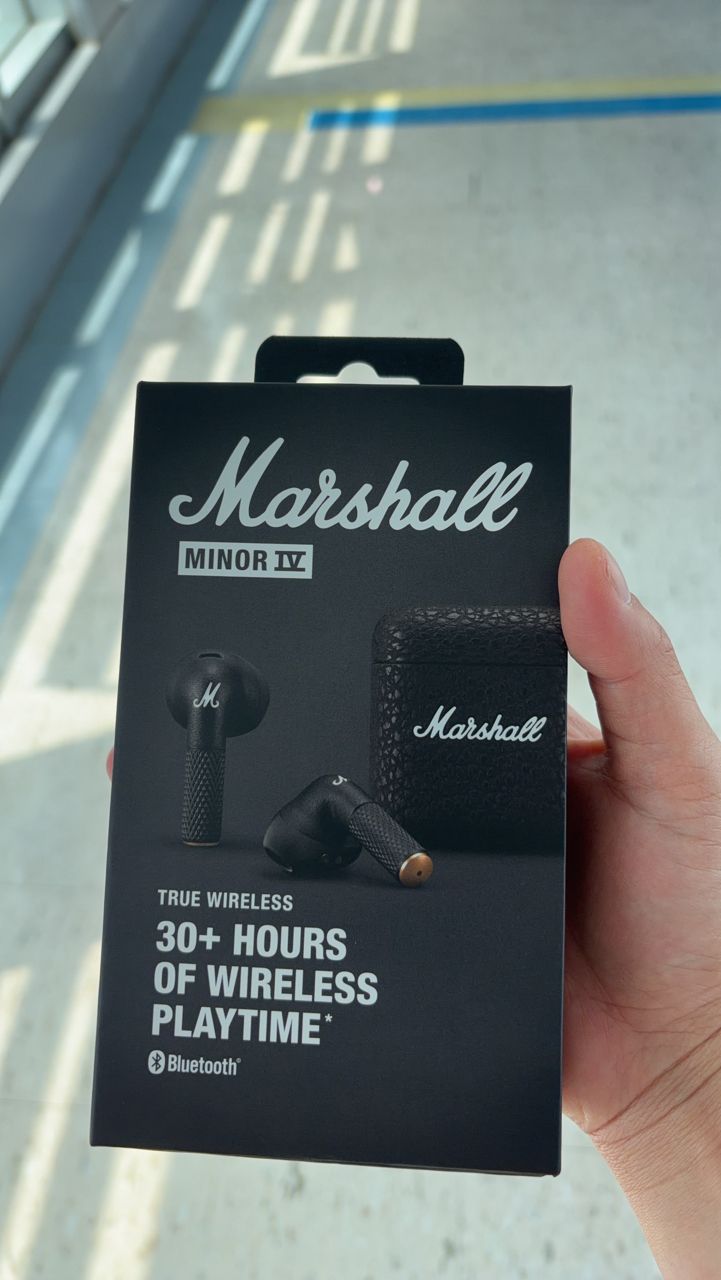 Marshall
MINOR IV
M
Marshall
TRUE WIRELESS
30+ HOURS
OF WIRELESS
PLAYTIME*
Bluetooth®